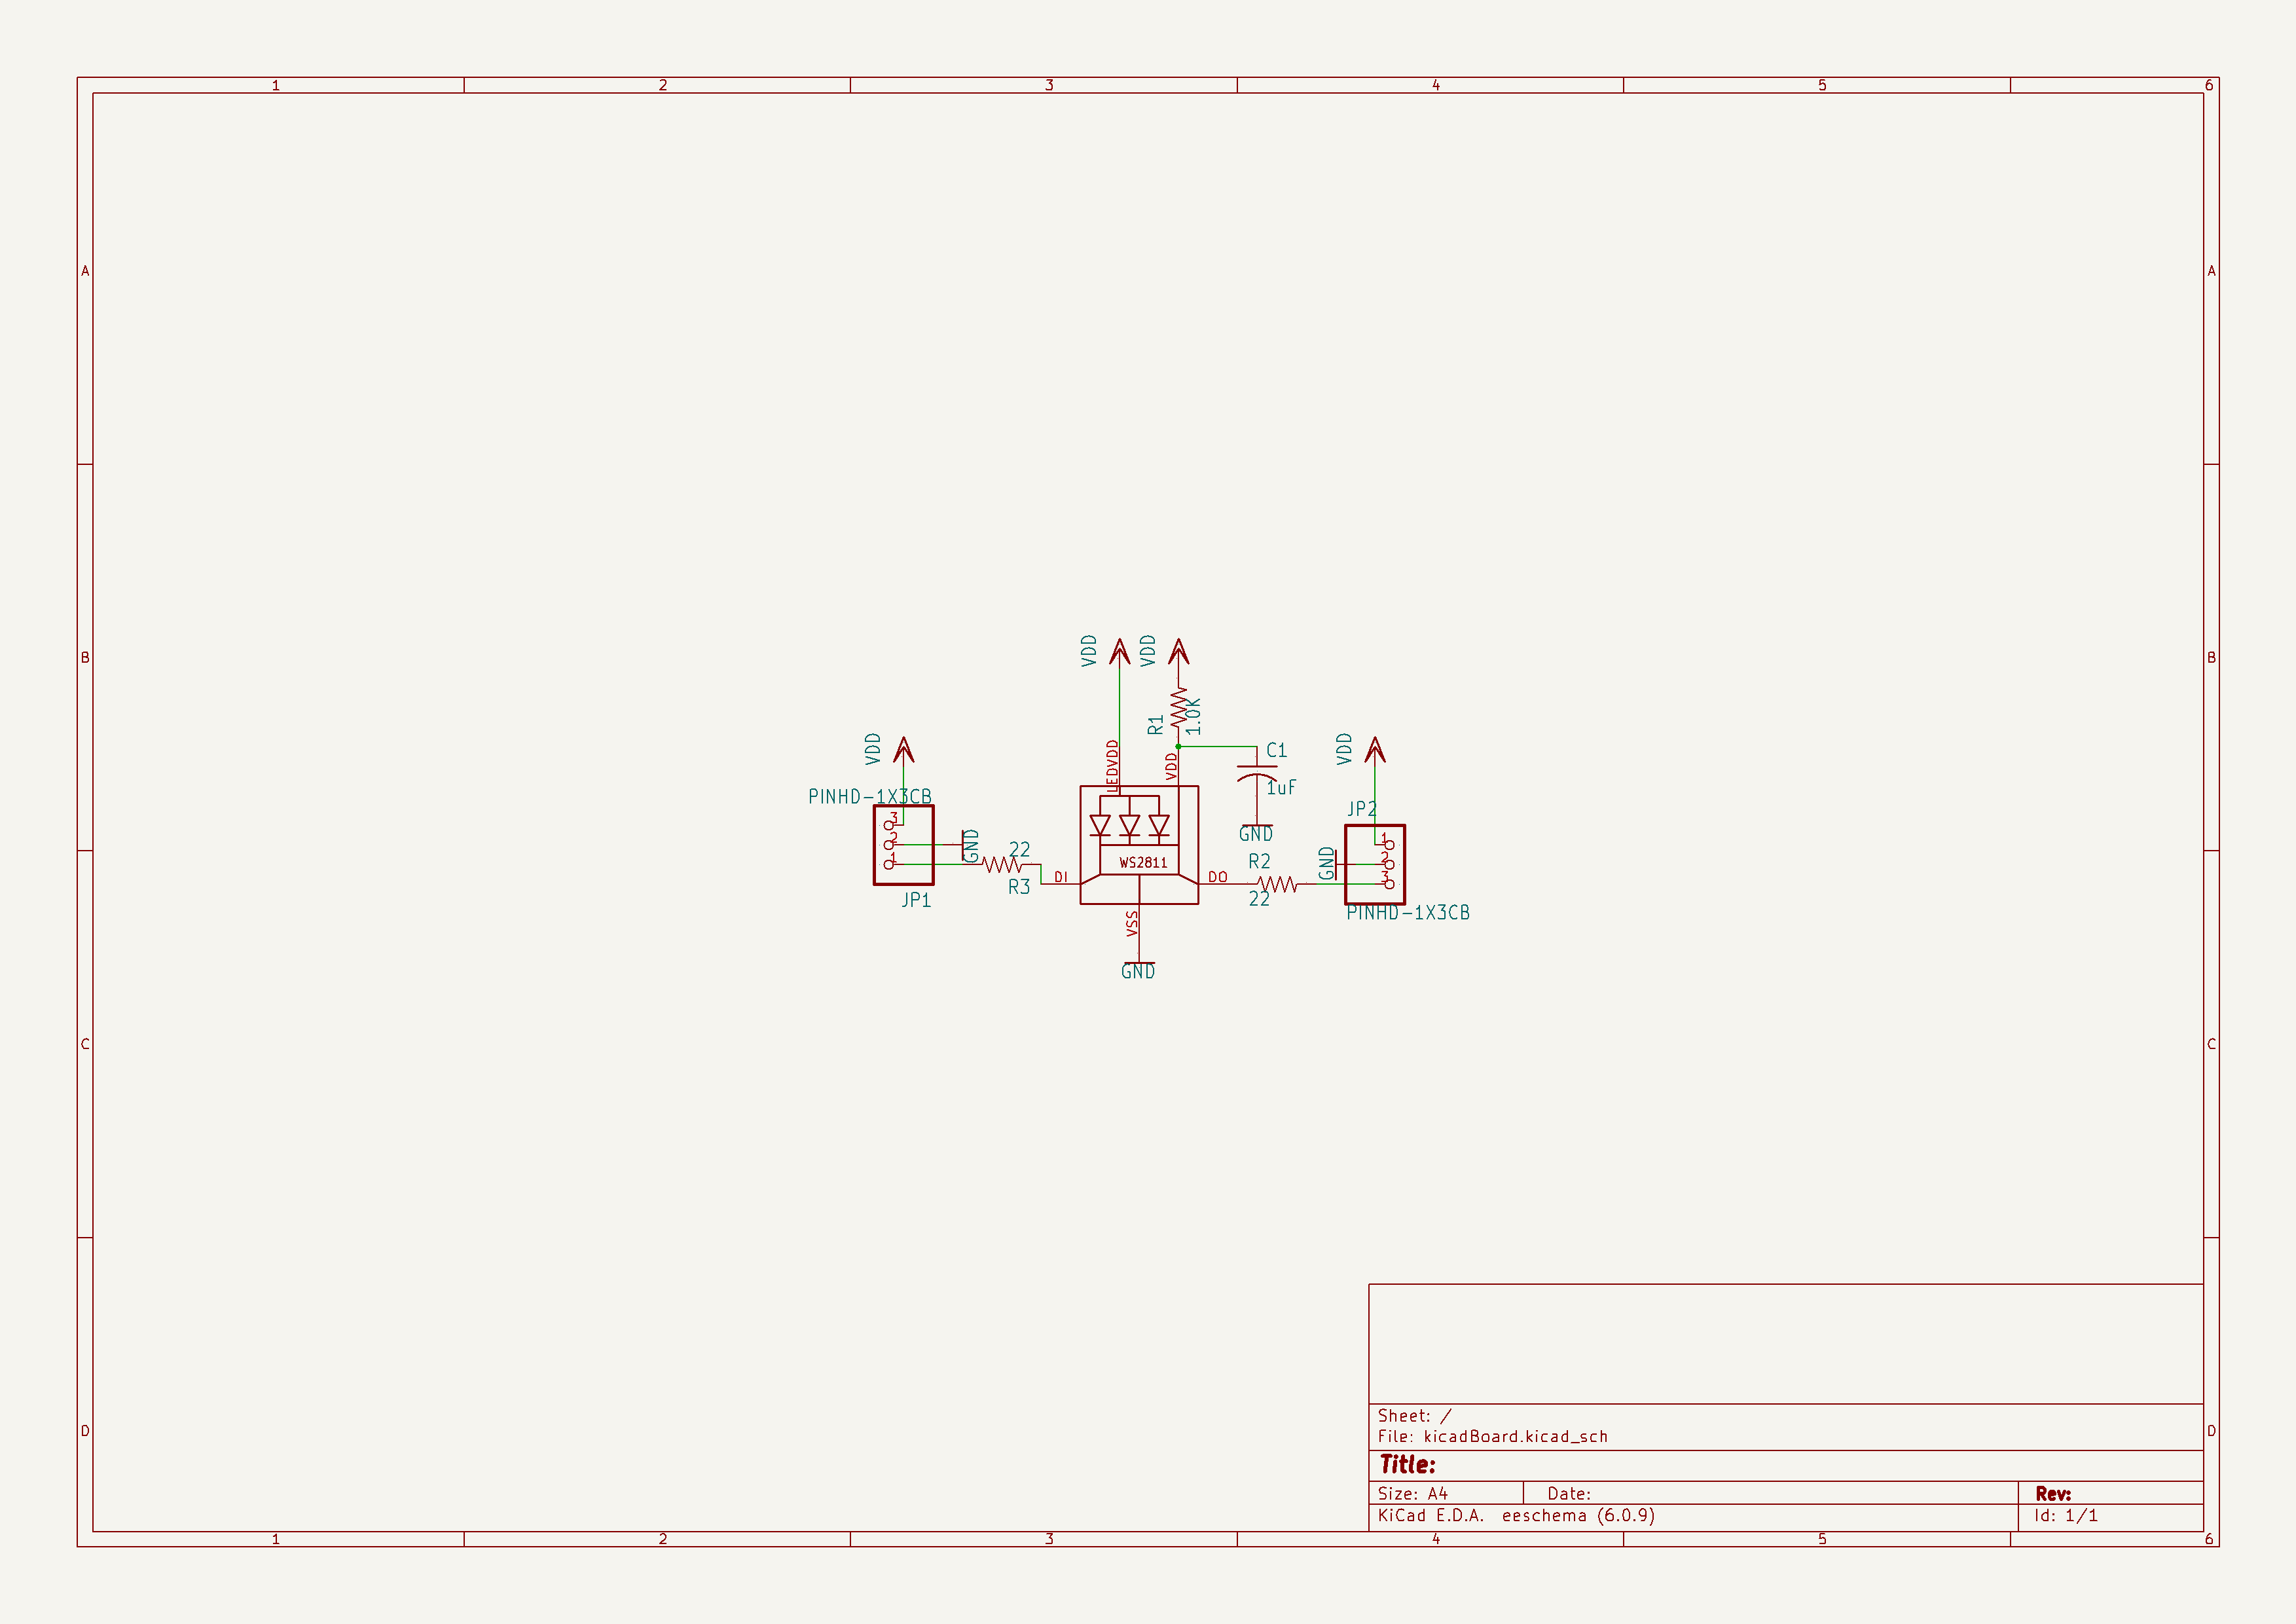 1 2 3 4 5 6
A A
B B
C C
D D
VDD
VDD
R1
1.0K
LEDVDD
VDD
C1
1uF
GND
VDD
PINHD-1X3CB
3
2
1
GND
JP1
22
R3
DI
WS2811
DO
VSS
GND
R2
22
VDD
JP2
1
2
3
GND
PINHD-1X3CB
Sheet: /
File: kicadBoard.kicad_sch
Title:
Size: A4 Date: Rev:
KiCad E.D.A. eeschema (6.0.9) Id: 1/1
1 2 3 4 5 6